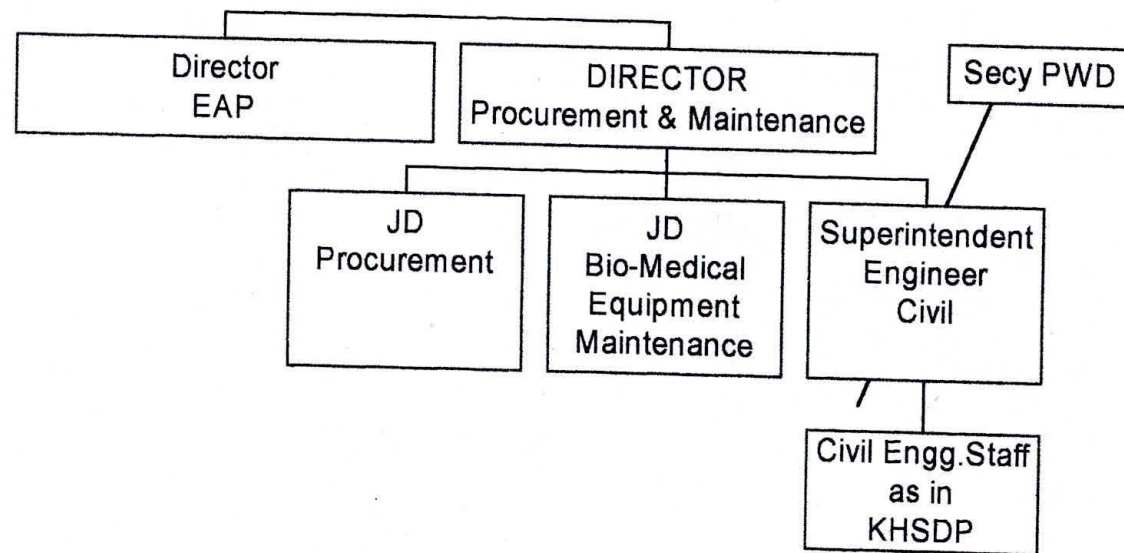 Director
EAP
DIRECTOR
Procurement & Maintenance
Secy PWD
JD
Procurement
JD
Bio-Medical
Equipment
Maintenance
Superintendent
Engineer
Civil
Civil Engg.Staff
as in
KHSDP